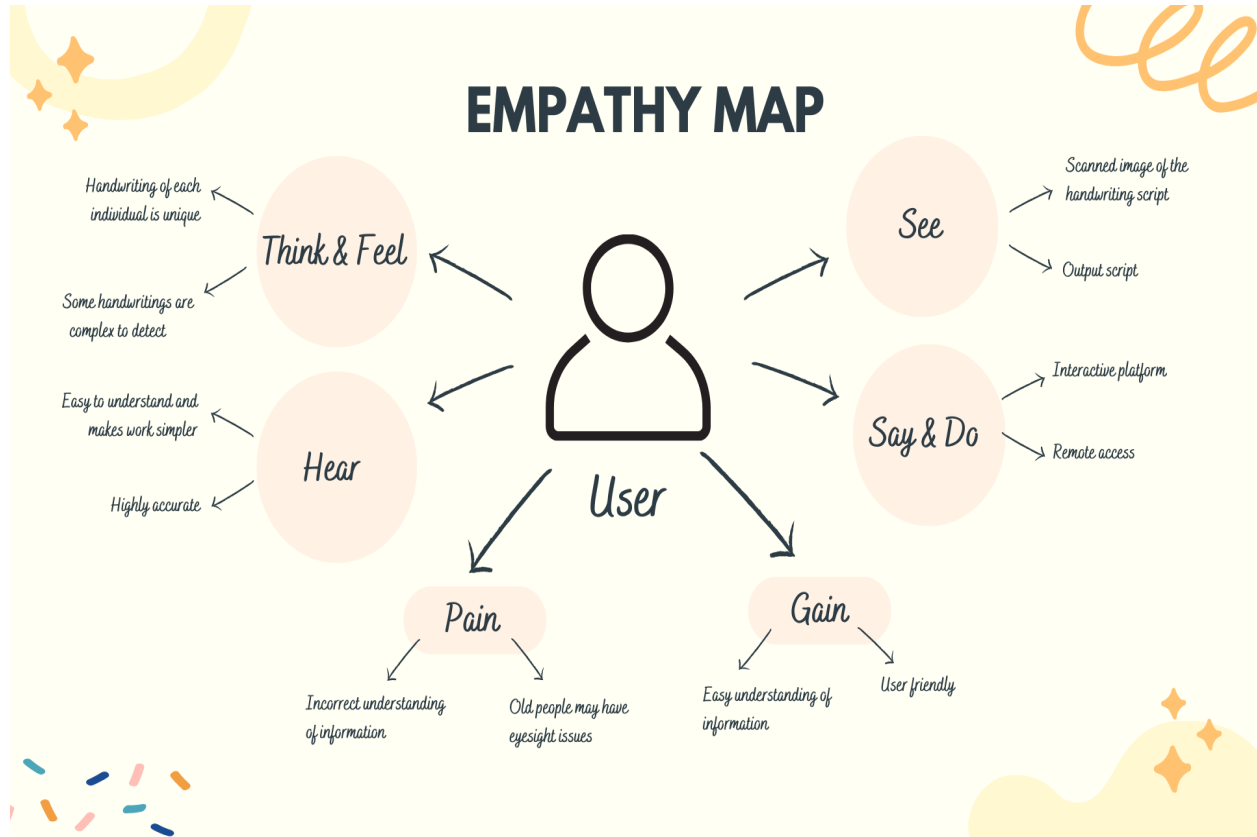 EMPATHY MAP
Handwriting of each
individual is unique
Think & Feel
Some handwritings are
complex to detect
See
Scanned image of the
handwriting script
Output script
Easy to understand and
makes work simpler
Hear
Highly accurate
Say & Do
Interactive platform
Remote access
User
Pain
Incorrect understanding
of information
Old people may have
eyesight issues
Gain
Easy understanding of
information
User friendly